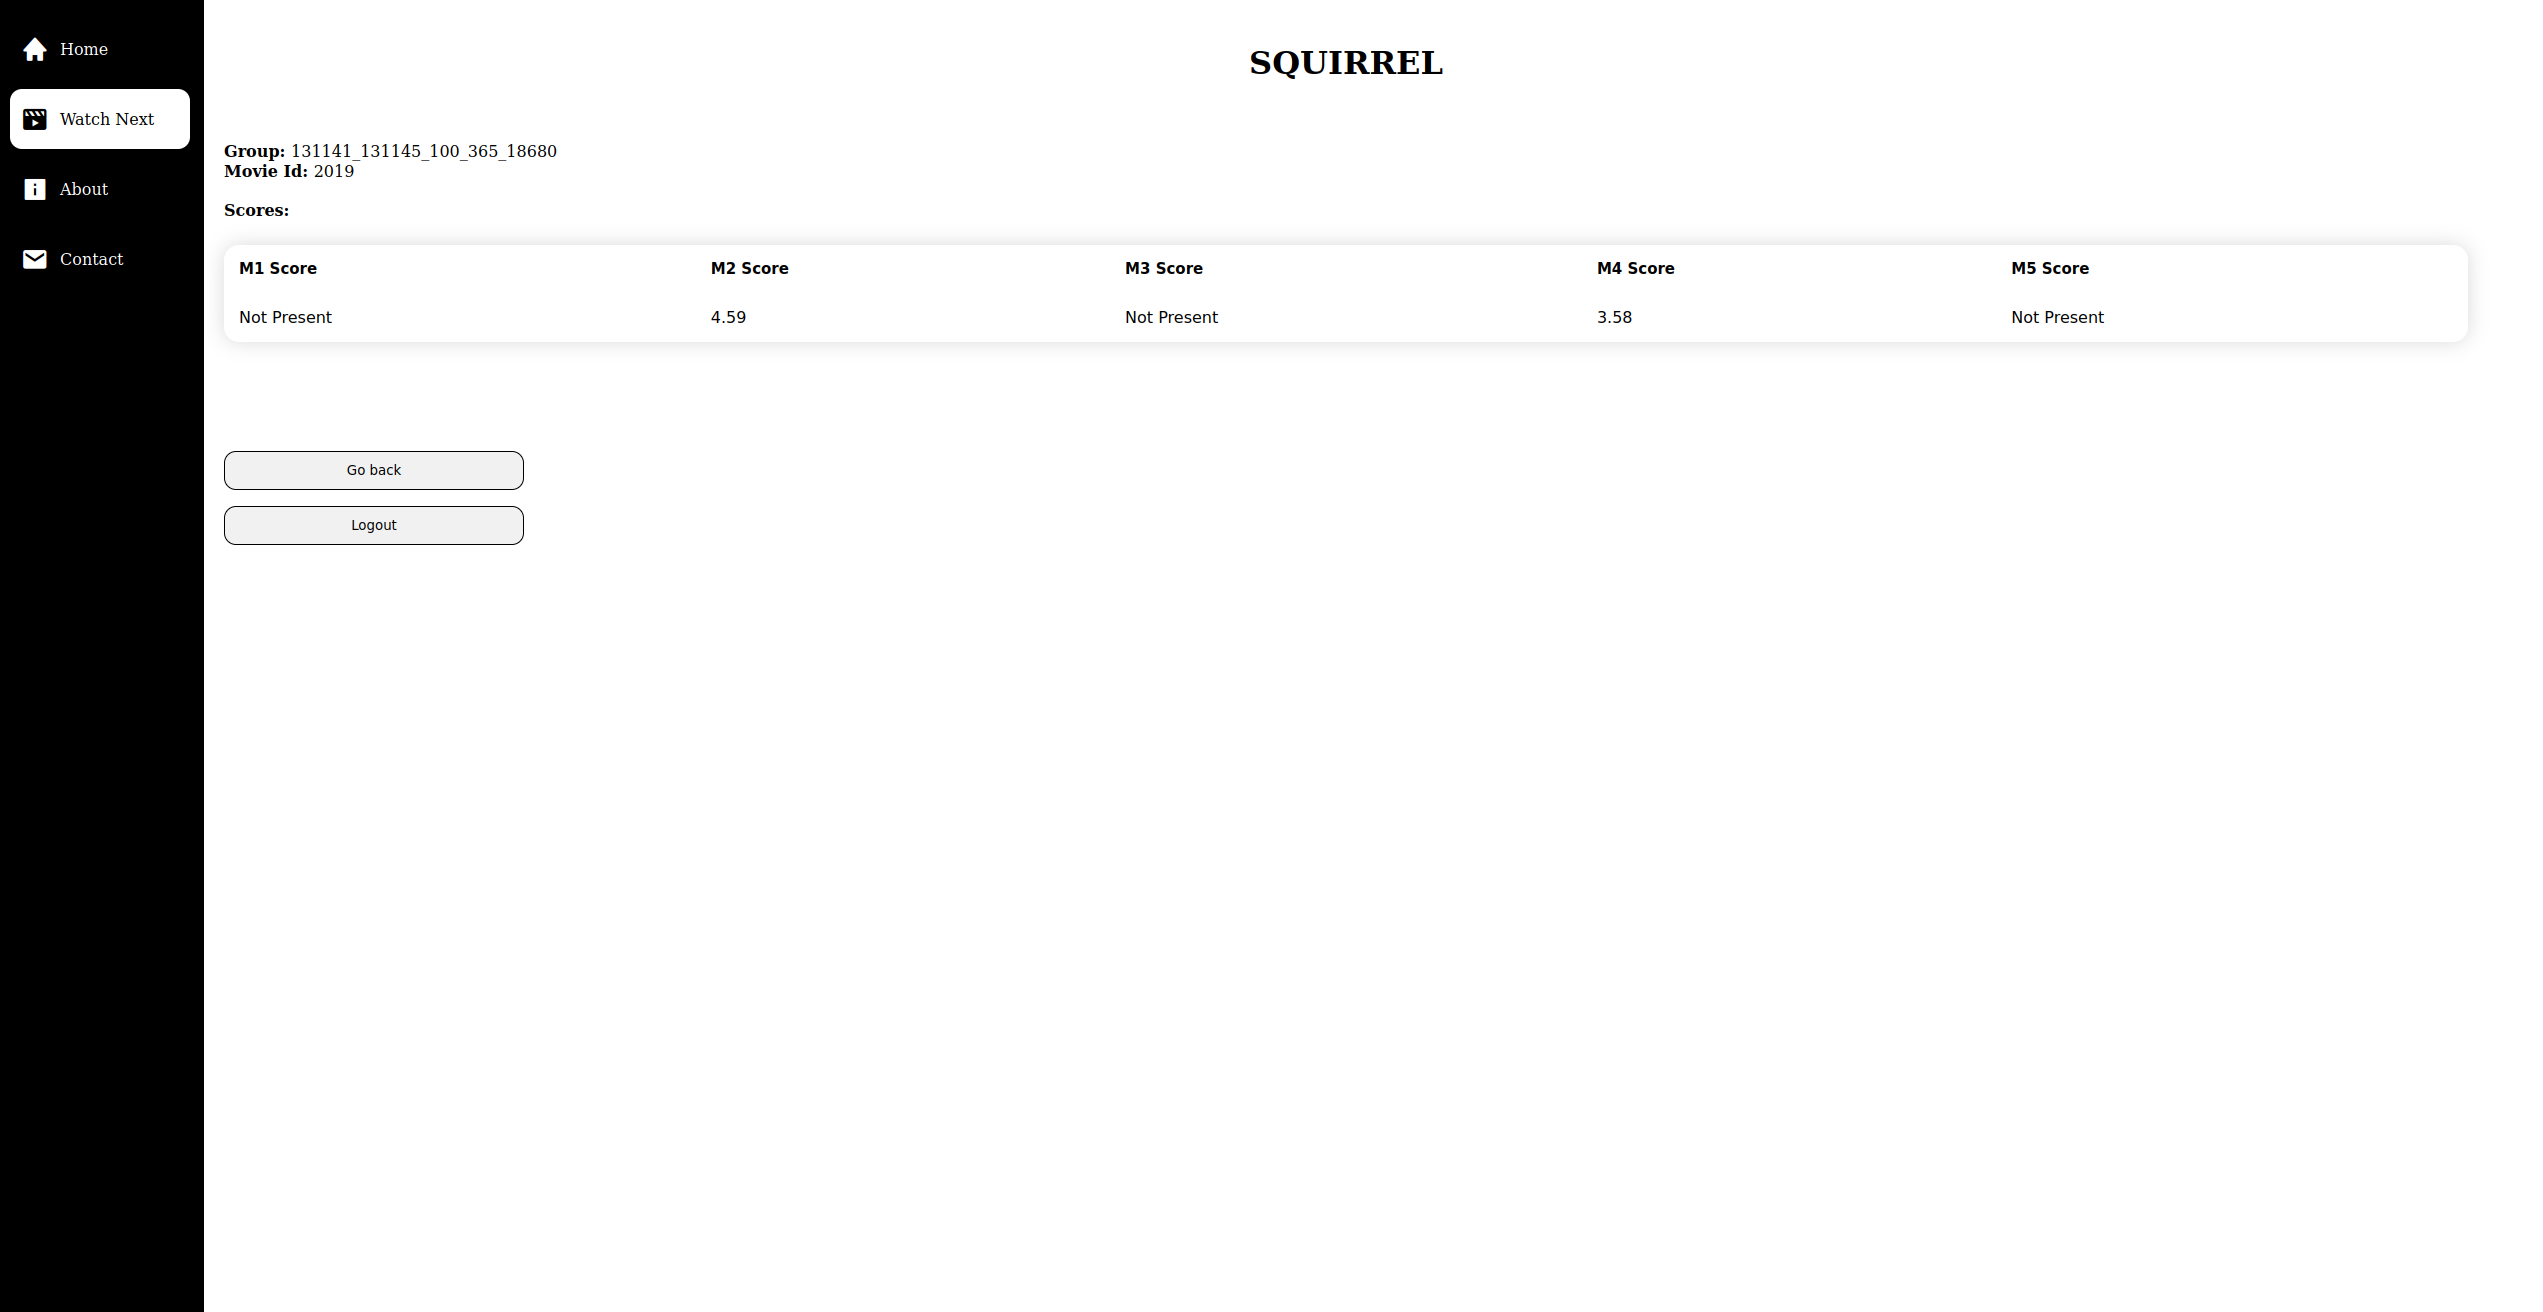 Home
Watch Next
About
Contact
SQUIRREL
Group: 131141_131145_100_365_18680
Movie Id: 2019
Scores:
M1 Score M2 Score M3 Score M4 Score M5 Score
Not Present 4.59 Not Present 3.58 Not Present
Go back
Logout